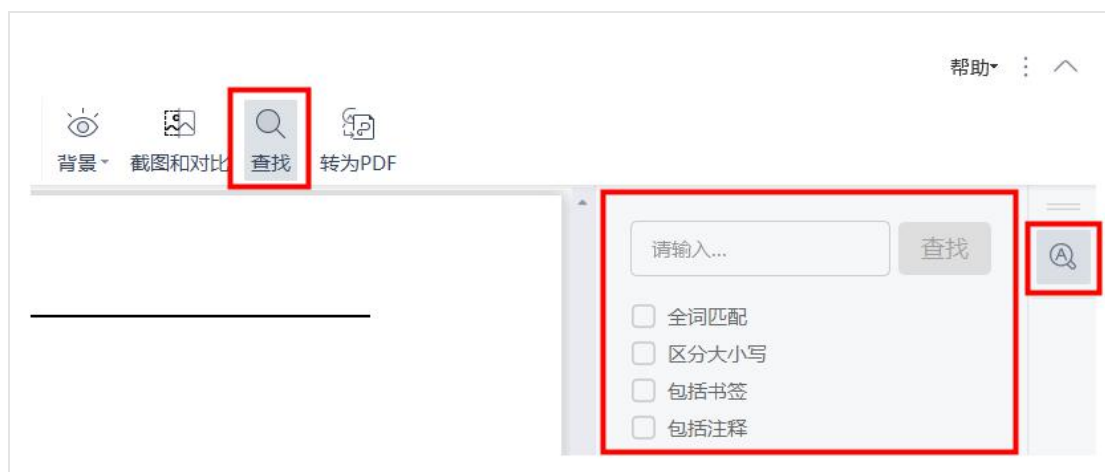 帮助
背景 截图和对比 查找 转为PDF
请输入... 查找
全词匹配
区分大小写
包括书签
包括注释